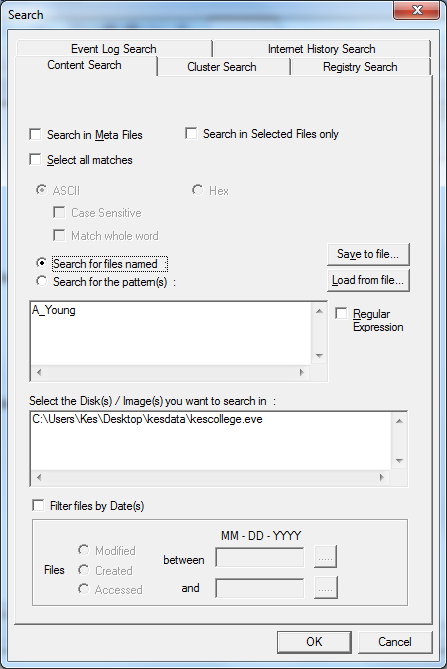 Search
Event Log Search Internet History Search
Content Search Cluster Search Registry Search
Search in Meta Files Search in Selected Files only
Select all matches
ASCII Hex
Case Sensitive
Match whole word
Search for files named Save to file...
Search for the pattern(s) : Load from file...
A_Young
Regular
Expression
Select the Disk(s) / Image(s) you want to search in :
C:\Users\Kes\Desktop\kesdata\kescollege.eve
Filter files by Date(s)
MM - DD - YYYY
Modified
between .....
Files Created
Accessed and .....
OK Cancel